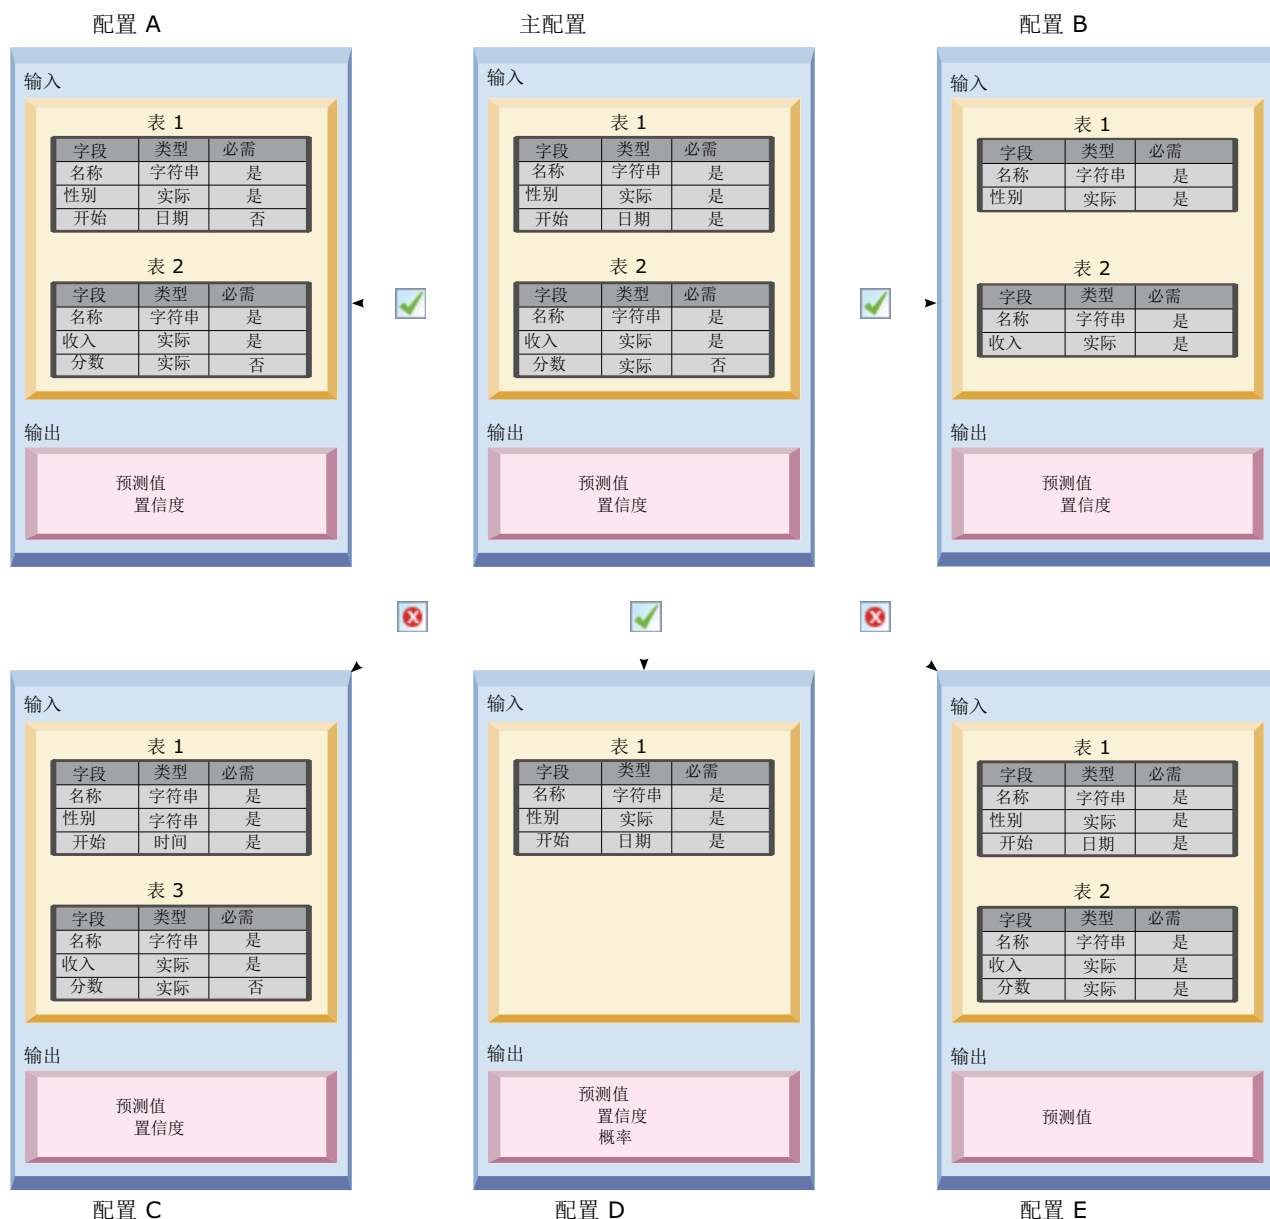 配置 A
主配置
配置 B
输入
表 1
字段 类型 必需
名称 字符串 是
性别 实际 是
开始 日期 否
表 2
字段 类型 必需
名称 字符串 是
收入 实际 是
分数 实际 否
输出
预测值
置信度
输入
表 1
字段 类型 必需
名称 字符串 是
性别 实际 是
开始 日期 是
表 2
字段 类型 必需
名称 字符串 是
收入 实际 是
分数 实际 否
输出
预测值
置信度
输入
表 1
字段 类型 必需
名称 字符串 是
性别 实际 是
表 2
字段 类型 必需
名称 字符串 是
收入 实际 是
输出
预测值
置信度
输入
表 1
字段 类型 必需
名称 字符串 是
性别 字符串 是
开始 时间 是
表 3
字段 类型 必需
名称 字符串 是
收入 实际 是
分数 实际 否
输出
预测值
置信度
配置 C
输入
表 1
字段 类型 必需
名称 字符串 是
性别 实际 是
开始 日期 是
输出
预测值
置信度
概率
配置 D
输入
表 1
字段 类型 必需
名称 字符串 是
性别 实际 是
开始 日期 是
表 2
字段 类型 必需
名称 字符串 是
收入 实际 是
分数 实际 是
输出
预测值
配置 E